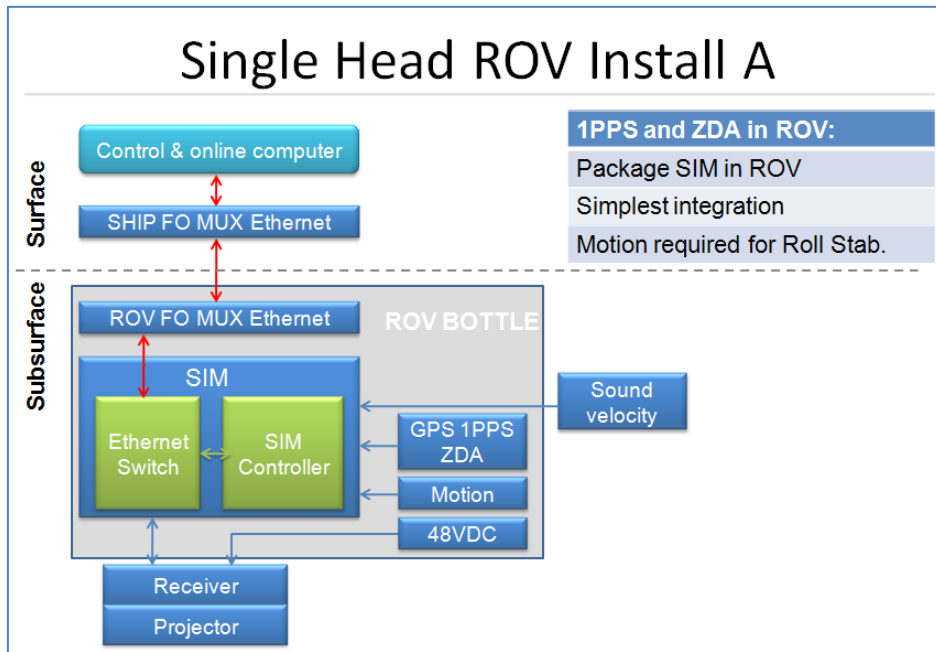 Single Head ROV Install A
Surface
Control & online computer
SHIP FO MUX Ethernet
1PPS and ZDA in ROV:
Package SIM in ROV
Simplest integration
Motion required for Roll Stab.
Subsurface
ROV FO MUX Ethernet
ROV BOTTLE
SIM
Ethernet
Switch
SIM
Controller
Sound
velocity
GPS 1PPS
ZDA
Motion
48VDC
Receiver
Projector